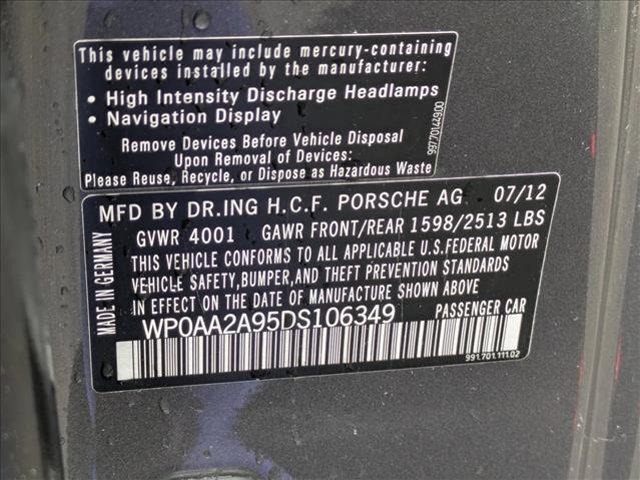 This vehicle may include mercury-containing
devices installed by the manufacturer:
• High Intensity Discharge Headlamps
• Navigation Display
Remove Devices Before Vehicle Disposal
Upon Removal of Devices:
Please Reuse, Recycle, or Dispose as Hazardous Waste
997.701.449.00
MFD BY DR.ING H.C.F. PORSCHE AG 07/12
GVWR 4001 GAWR FRONT/REAR 1598/2513 LBS
THIS VEHICLE CONFORMS TO ALL APPLICABLE U.S.FEDERAL MOTOR
VEHICLE SAFETY,BUMPER,AND THEFT PREVENTION STANDARDS
IN EFFECT ON THE DATE OF MANUFACTURE SHOWN ABOVE
WP0AA2A95DS106349 PASSENGER CAR
991.701.111.02
MADE IN GERMANY